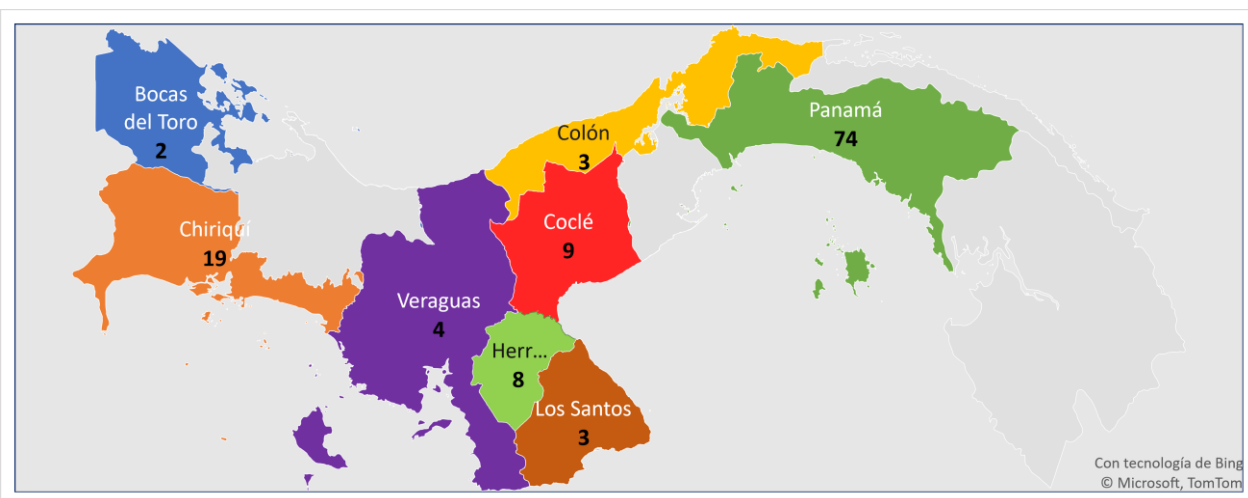 Bocas
del Toro
2
Chiriquí
19
Veraguas
4
Colón
3
Coclé
9
Herr...
8
Los Santos
3
Panamá
74
Con tecnología de Bing
© Microsoft, TomTom